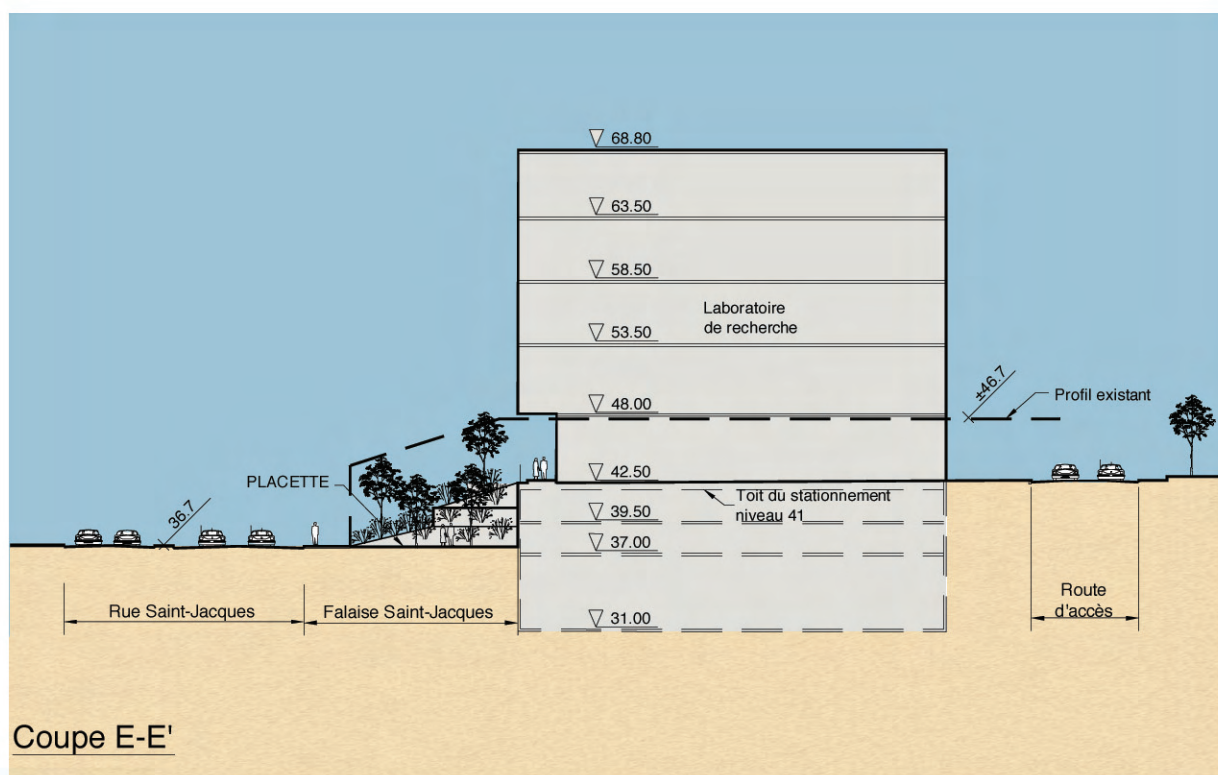 68.80
63.50
58.50
Laboratoire
de recherche
53.50
±46.7
48.00
Profil existant
PLACETTE
42.50
Toit du stationnement
niveau 41
36.7
39.50
37.00
Rue Saint-Jacques
Falaise Saint-Jacques
31.00
Route
d'accès
Coupe E-E'